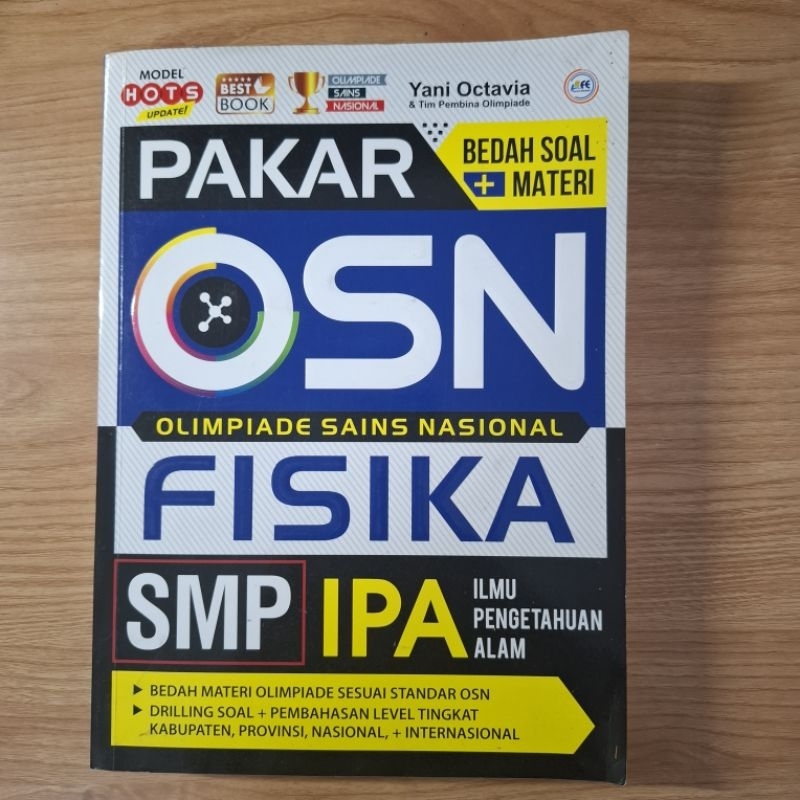 MODEL
HOTS
UPDATE!
BEST
BOOK
OLIMPIADE
SAINS
NASIONAL
Yani Octavia
& Tim Pembina Olimpiade
PAKAR
BEDAH SOAL
+ MATERI
OSN
OLIMPIADE SAINS NASIONAL
FISIKA
SMP
IPA
ILMU
PENGETAHUAN
ALAM
BEDAH MATERI OLIMPIADE SESUAI STANDAR OSN
DRILLING SOAL + PEMBAHASAN LEVEL TINGKAT
KABUPATEN, PROVINSI, NASIONAL, + INTERNASIONAL